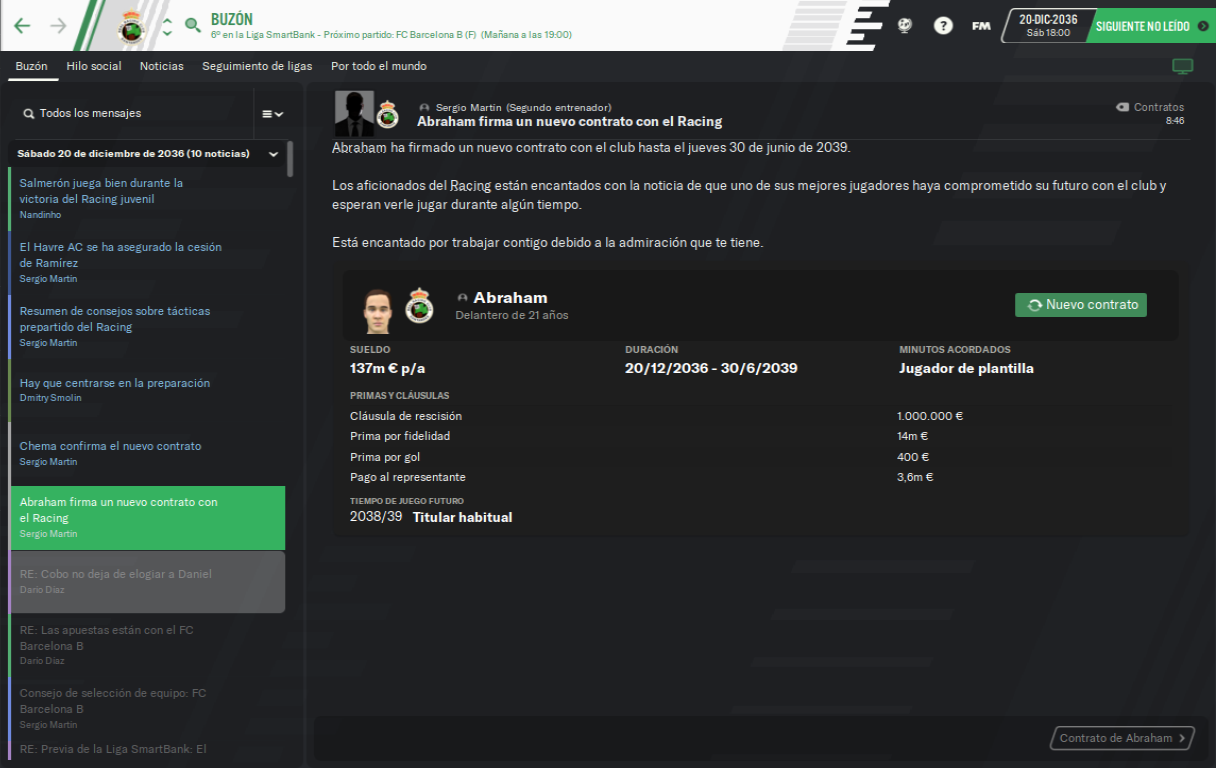 BUZÓN
6º en la Liga SmartBank - Próximo partido: FC Barcelona B (F) (Mañana a las 19:00)
?
FM
20-DIC-2036
Sáb 18:00
SIGUIENTE NO LEÍDO
Buzón
Hilo social
Noticias
Seguimiento de ligas
Por todo el mundo
Todos los mensajes
Sábado 20 de diciembre de 2036 (10 noticias)
Salmerón juega bien durante la
victoria del Racing juvenil
Nandinho
El Havre AC se ha asegurado la cesión
de Ramírez
Sergio Martín
Resumen de consejos sobre tácticas
prepartido del Racing
Sergio Martín
Hay que centrarse en la preparación
Dmitry Smolin
Chema confirma el nuevo contrato
Sergio Martín
Abraham firma un nuevo contrato con
el Racing
Sergio Martín
RE: Cobo no deja de elogiar a Daniel
Darío Díaz
RE: Las apuestas están con el FC
Barcelona B
Darío Díaz
Consejo de selección de equipo: FC
Barcelona B
Sergio Martín
RE: Previa de la Liga SmartBank: El
Sergio Martín (Segundo entrenador)
Abraham firma un nuevo contrato con el Racing
Contratos
8:46
Abraham ha firmado un nuevo contrato con el club hasta el jueves 30 de junio de 2039.
Los aficionados del Racing están encantados con la noticia de que uno de sus mejores jugadores haya comprometido su futuro con el club y
esperan verle jugar durante algún tiempo.
Está encantado por trabajar contigo debido a la admiración que te tiene.
Abraham
Delantero de 21 años
Nuevo contrato
SUELDO
137m € p/a
DURACIÓN
20/12/2036 - 30/6/2039
MINUTOS ACORDADOS
Jugador de plantilla
PRIMAS Y CLÁUSULAS
Cláusula de rescisión 1.000.000 €
Prima por fidelidad 14m €
Prima por gol 400 €
Pago al representante 3,6m €
TIEMPO DE JUEGO FUTURO
2038/39 Titular habitual
Contrato de Abraham